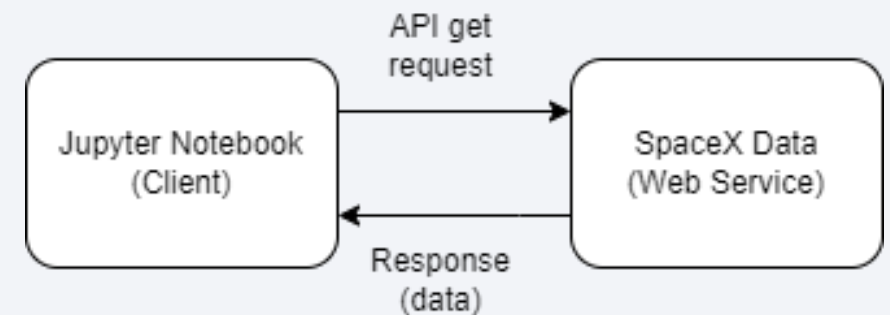 API get
request
Jupyter Notebook
(Client)
SpaceX Data
(Web Service)
Response
(data)